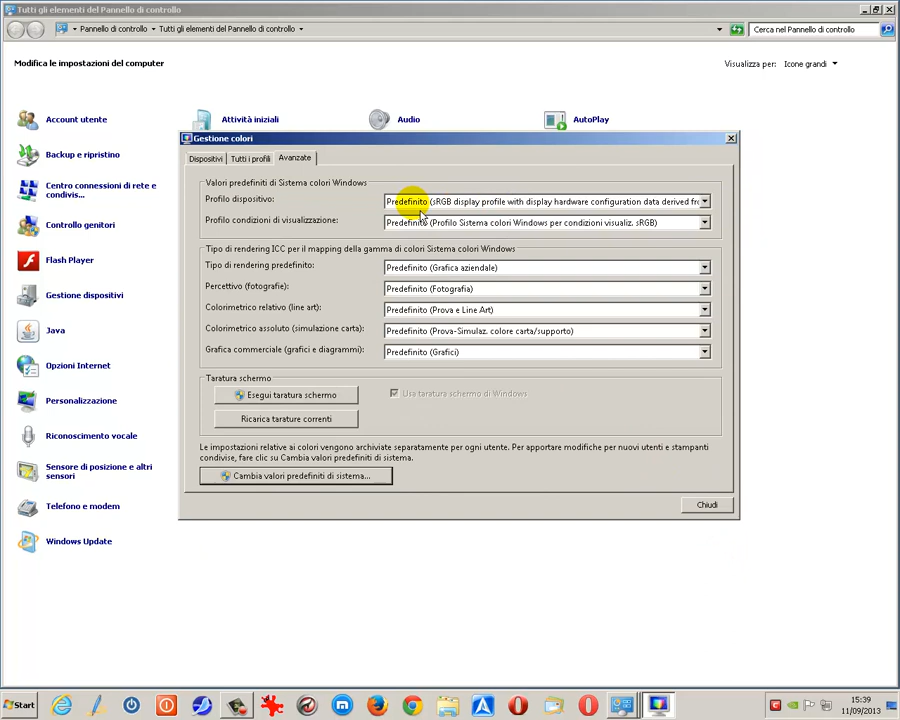 Tutti gli elementi del Pannello di controllo
Pannello di controllo
Tutti gli elementi del Pannello di controllo
Cerca nel Pannello di controllo
Modifica le impostazioni del computer
Visualizza per:
Icone grandi
Account utente
Attività iniziali
Audio
AutoPlay
Backup e ripristino
Centro connessioni di rete e
condivis...
Controllo genitori
Flash Player
Gestione dispositivi
Java
Opzioni Internet
Personalizzazione
Riconoscimento vocale
Sensore di posizione e altri
sensori
Telefono e modem
Windows Update
Gestione colori
Dispositivi
Tutti i profili
Avanzate
Valori predefiniti di Sistema colori Windows
Profilo dispositivo:
Predefinito (sRGB display profile with display hardware configuration data derived fr
Profilo condizioni di visualizzazione:
Predefinito (Profilo Sistema colori Windows per condizioni visualiz. sRGB)
Tipo di rendering ICC per il mapping della gamma di colori Sistema colori Windows
Tipo di rendering predefinito:
Predefinito (Grafica aziendale)
Percettivo (fotografie):
Predefinito (Fotografia)
Colorimetrico relativo (line art):
Predefinito (Prova e Line Art)
Colorimetrico assoluto (simulazione carta):
Predefinito (Prova-Simulaz. colore carta/supporto)
Grafica commerciale (grafici e diagrammi):
Predefinito (Grafici)
Taratura schermo
Esegui taratura schermo
Usa taratura schermo di Windows
Ricarica tarature correnti
Le impostazioni relative ai colori vengono archiviate separatamente per ogni utente. Per apportare modifiche per nuovi utenti e stampanti
condivise, fare clic su Cambia valori predefiniti di sistema.
Cambia valori predefiniti di sistema...
Chiudi
Start
15:39
11/09/2013